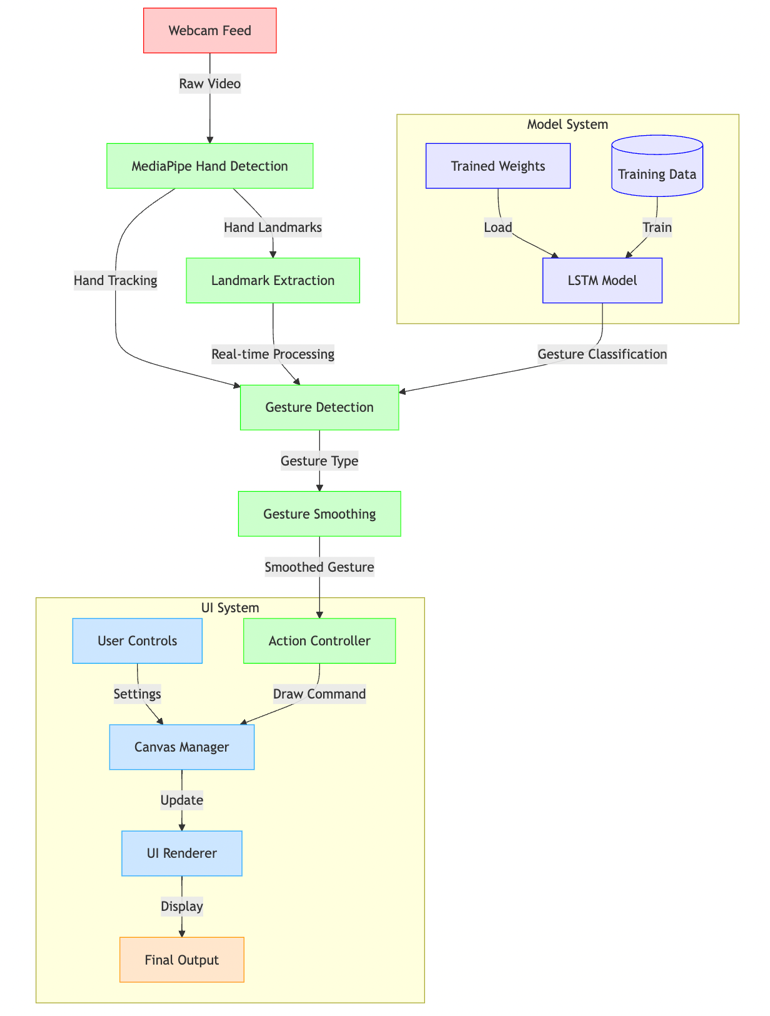 Webcam Feed
Raw Video
Model System
MediaPipe Hand Detection
Trained Weights
Training Data
Hand Landmarks
Load
Train
Hand Tracking
Landmark Extraction
LSTM Model
Real-time Processing
Gesture Classification
Gesture Detection
Gesture Type
Gesture Smoothing
Smoothed Gesture
UI System
User Controls
Action Controller
Settings
Draw Command
Canvas Manager
Update
UI Renderer
Display
Final Output